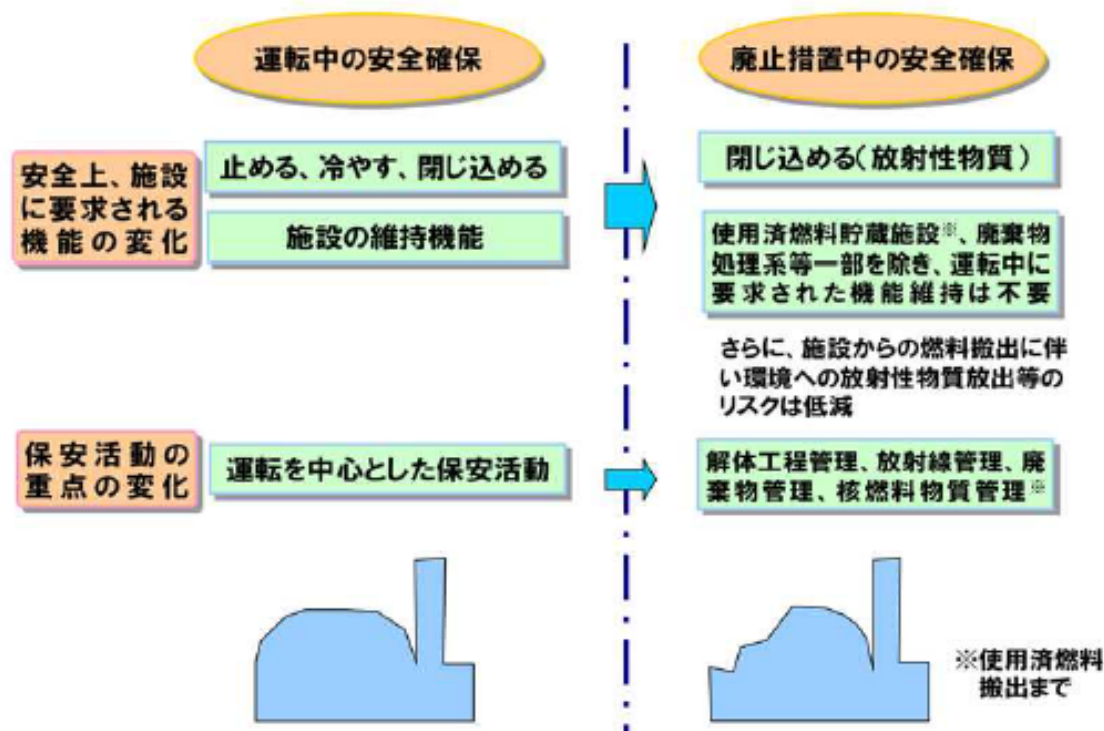 運転中の安全確保
廃止措置中の安全確保
安全上、施設
に要求される
機能の変化
止める、冷やす、閉じ込める
施設の維持機能
閉じ込める(放射性物質)
使用済燃料貯蔵施設※、廃棄物
処理系等一部を除き、運転中に
要求された機能維持は不要
さらに、施設からの燃料搬出に伴
い環境への放射性物質放出等の
リスクは低減
保安活動の
重点の変化
運転を中心とした保安活動
解体工程管理、放射線管理、廃
棄物管理、核燃料物質管理※
※使用済燃料
搬出まで